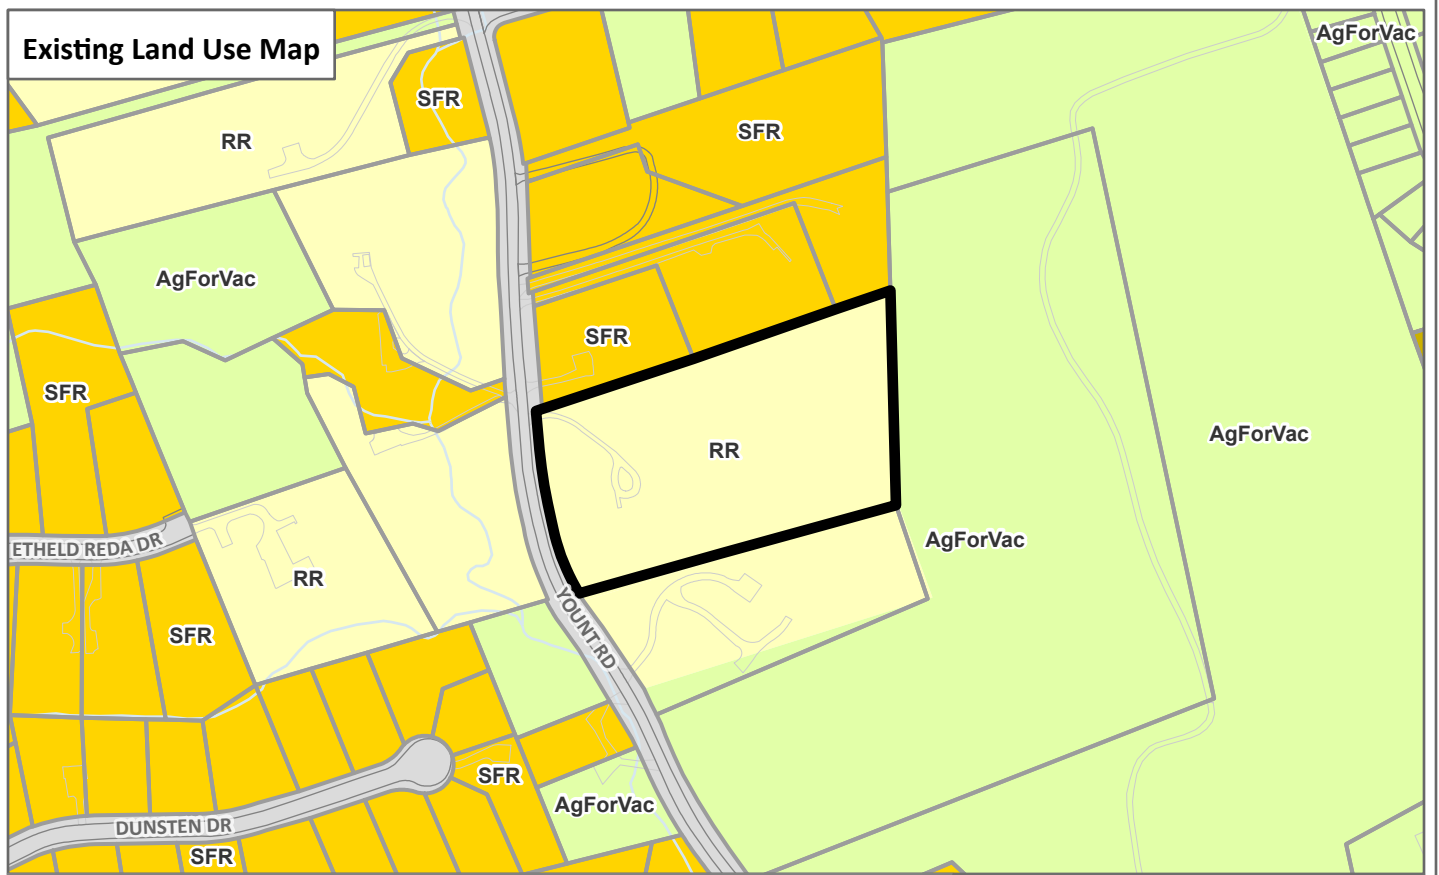 Existing Land Use Map
AgForVac
SFR
SFR
RR
AgForVac
SFR
SFR
AgForVac
RR
AgForVac
ETHELD REDA DR
RR
YOUNT RD
SFR
SFR
AgForVac
DUNSTEN DR
SFR